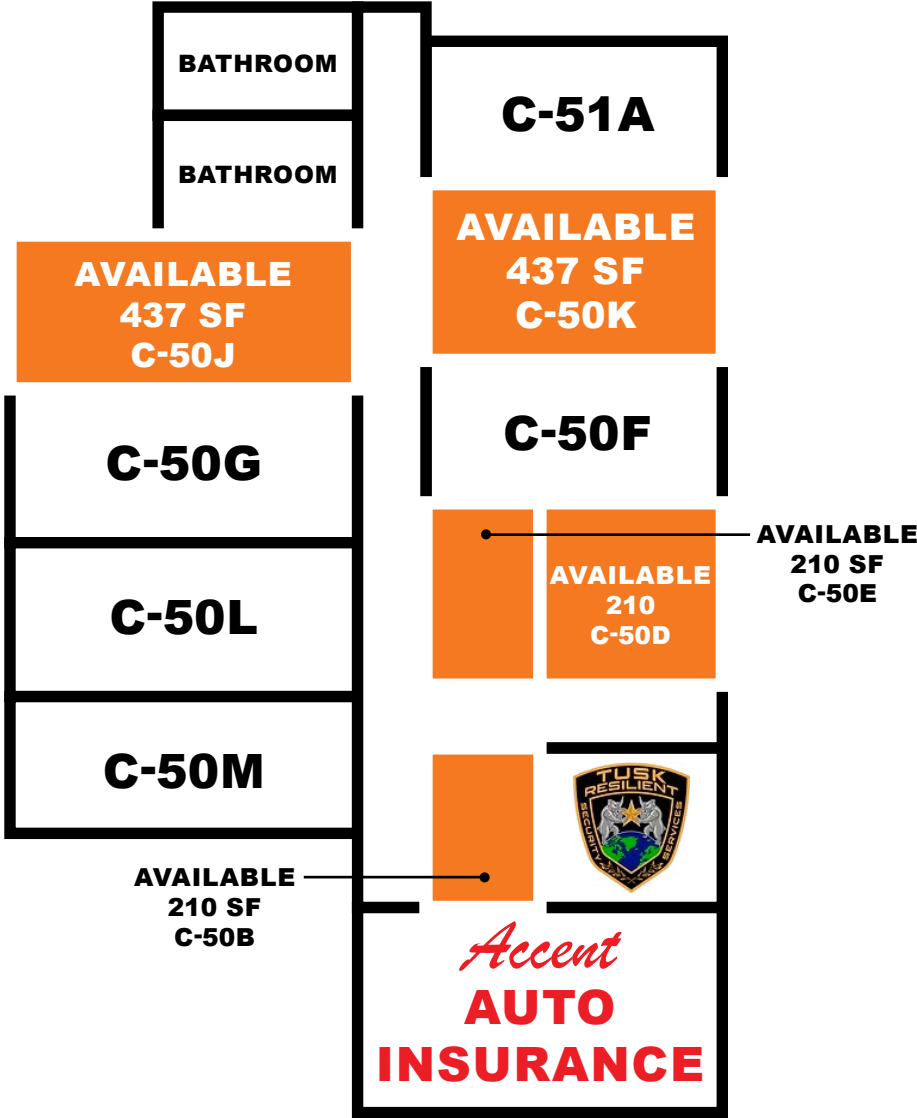 BATHROOM
C-51A
BATHROOM
AVAILABLE
437 SF
C-50K
AVAILABLE
437 SF
C-50J
C-50F
C-50G
AVAILABLE
210 SF
C-50E
AVAILABLE
210
C-50D
C-50L
C-50M
TUSK
RESILIENT
SECURITY
SERVICES
AVAILABLE
210 SF
C-50B
Accent
AUTO
INSURANCE